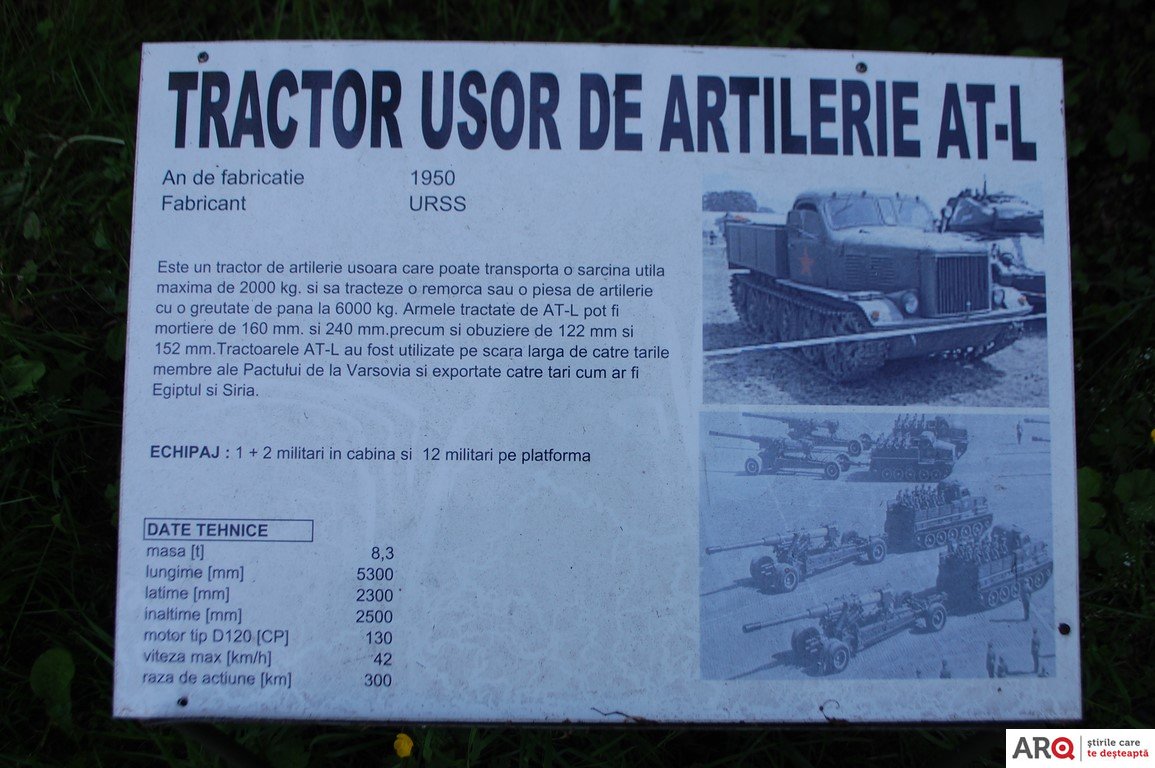 TRACTOR USOR DE ARTILERIE AT-L
An de fabricatie 1950
Fabricant URSS
Este un tractor de artilerie usoara care poate transporta o sarcina utila
maxima de 2000 kg. si sa tracteze o remorca sau o piesa de artilerie
cu o greutate de pana la 6000 kg. Armele tractate de AT-L pot fi
mortiere de 160 mm. si 240 mm.precum si obuziere de 122 mm si
152 mm.Tractoarele AT-L au fost utilizate pe scara larga de catre tarile
membre ale Pactului de la Varsovia si exportate catre tari cum ar fi
Egiptul si Siria.
ECHIPAJ : 1 + 2 militari in cabina si 12 militari pe platforma
DATE TEHNICE
masa [t] 8,3
lungime [mm] 5300
latime [mm] 2300
inaltime [mm] 2500
motor tip D120 [CP] 130
viteza max [km/h] 42
raza de actiune [km] 300
ARQ știrile care
te deșteaptă